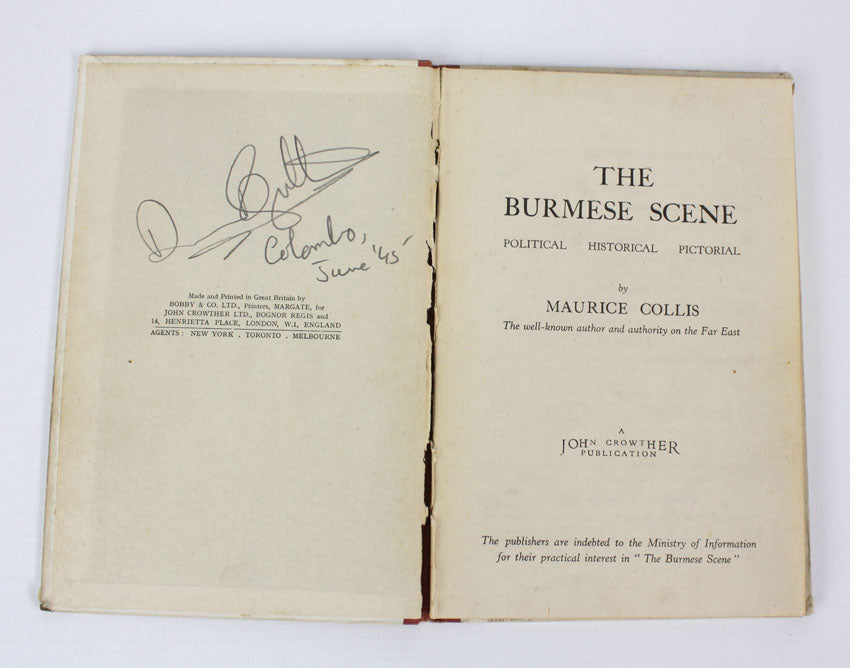 Colombo,
June '45
Made and Printed in Great Britain by
BOBBY & CO. LTD., Printers, MARGATE, for
JOHN CROWTHER LTD., BOGNOR REGIS and
14, HENRIETTA PLACE, LONDON, W.1, ENGLAND
AGENTS: NEW YORK . TORONTO . MELBOURNE
THE
BURMESE SCENE
POLITICAL HISTORICAL PICTORIAL
by
MAURICE COLLIS
The well-known author and authority on the Far East
A
JOHN CROWTHER
PUBLICATION
The publishers are indebted to the Ministry of Information
for their practical interest in "The Burmese Scene"